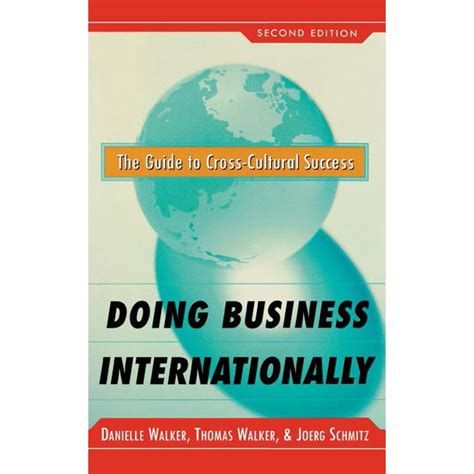 SECOND EDITION
The Guide to Cross-Cultural Success
DOING BUSINESS
INTERNATIONALLY
DANIELLE WALKER, THOMAS WALKER, & JOERG SCHMITZ